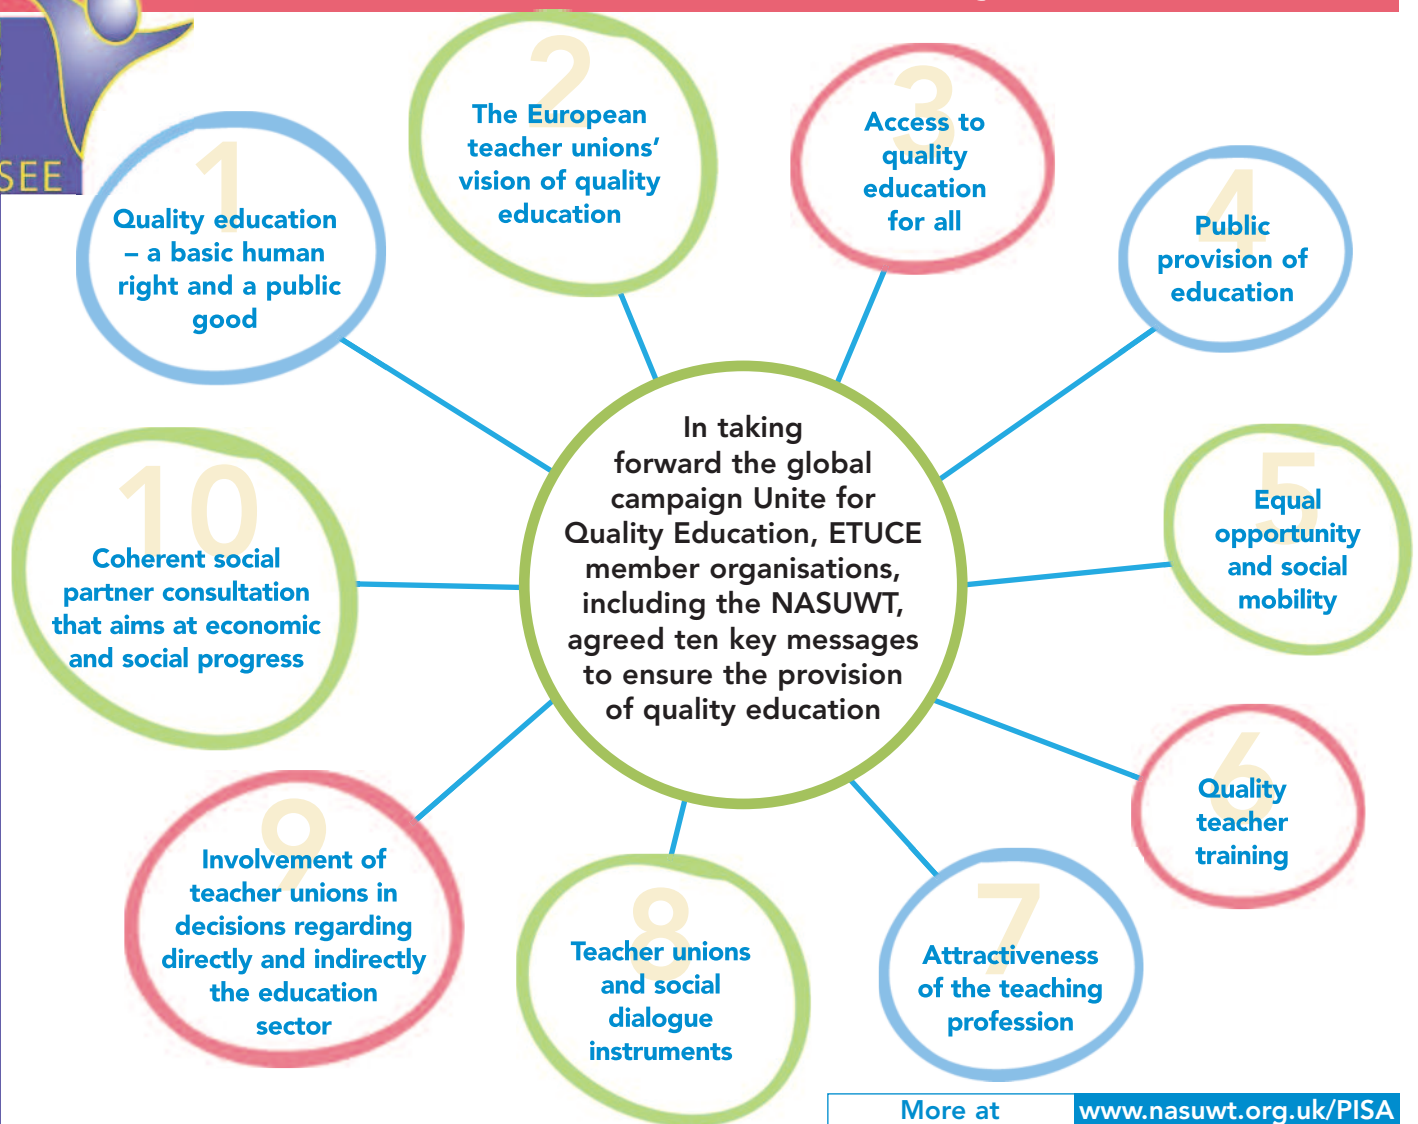 SEE
1
Quality education
– a basic human
right and a public
good
2
The European
teacher unions’
vision of quality
education
3
Access to
quality
education
for all
4
Public
provision of
education
5
Equal
opportunity
and social
mobility
6
Quality
teacher
training
7
Attractiveness
of the teaching
profession
8
Teacher unions
and social
dialogue
instruments
9
Involvement of
teacher unions in
decisions regarding
directly and indirectly
the education
sector
10
Coherent social
partner consultation
that aims at economic
and social progress
In taking
forward the global
campaign Unite for
Quality Education, ETUCE
member organisations,
including the NASUWT,
agreed ten key messages
to ensure the provision
of quality education
More at www.nasuwt.org.uk/PISA